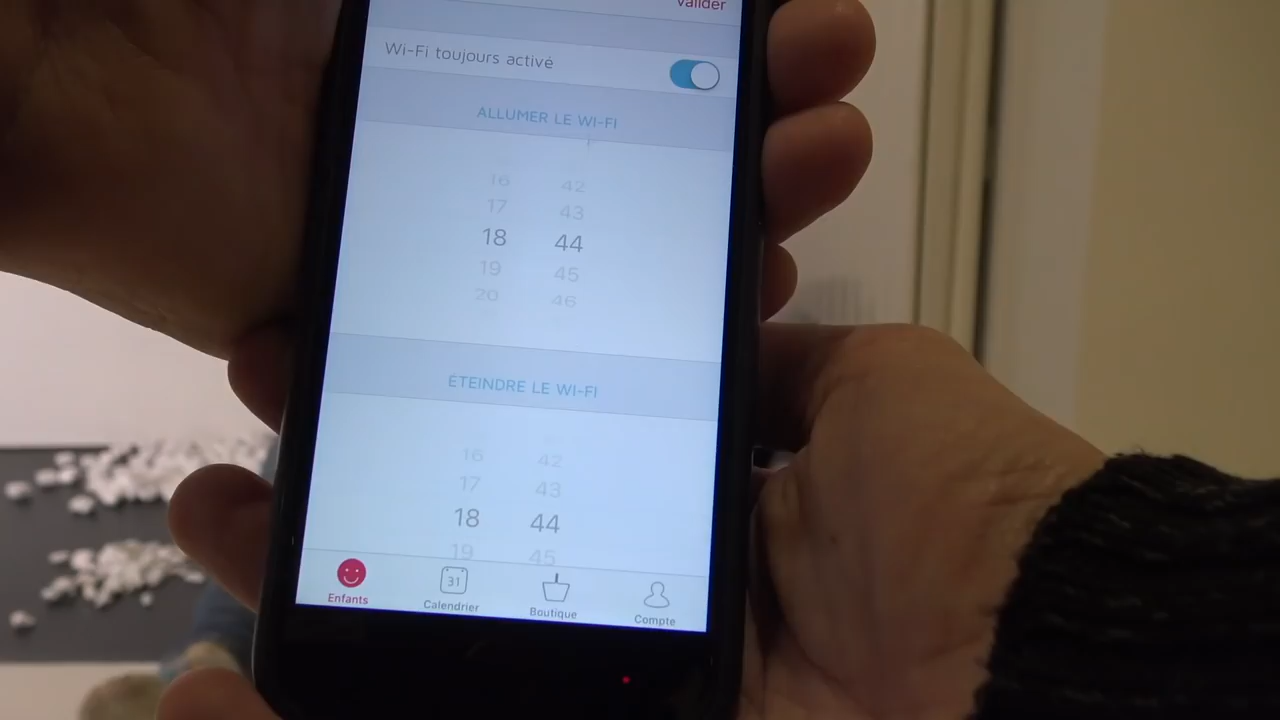 Valider
Wi-Fi toujours activé
ALLUMER LE WI-FI
16 42
17 43
18 44
19 45
20 46
ÉTEINDRE LE WI-FI
16 42
17 43
18 44
19 45
31
Enfants Calendrier Boutique Compte